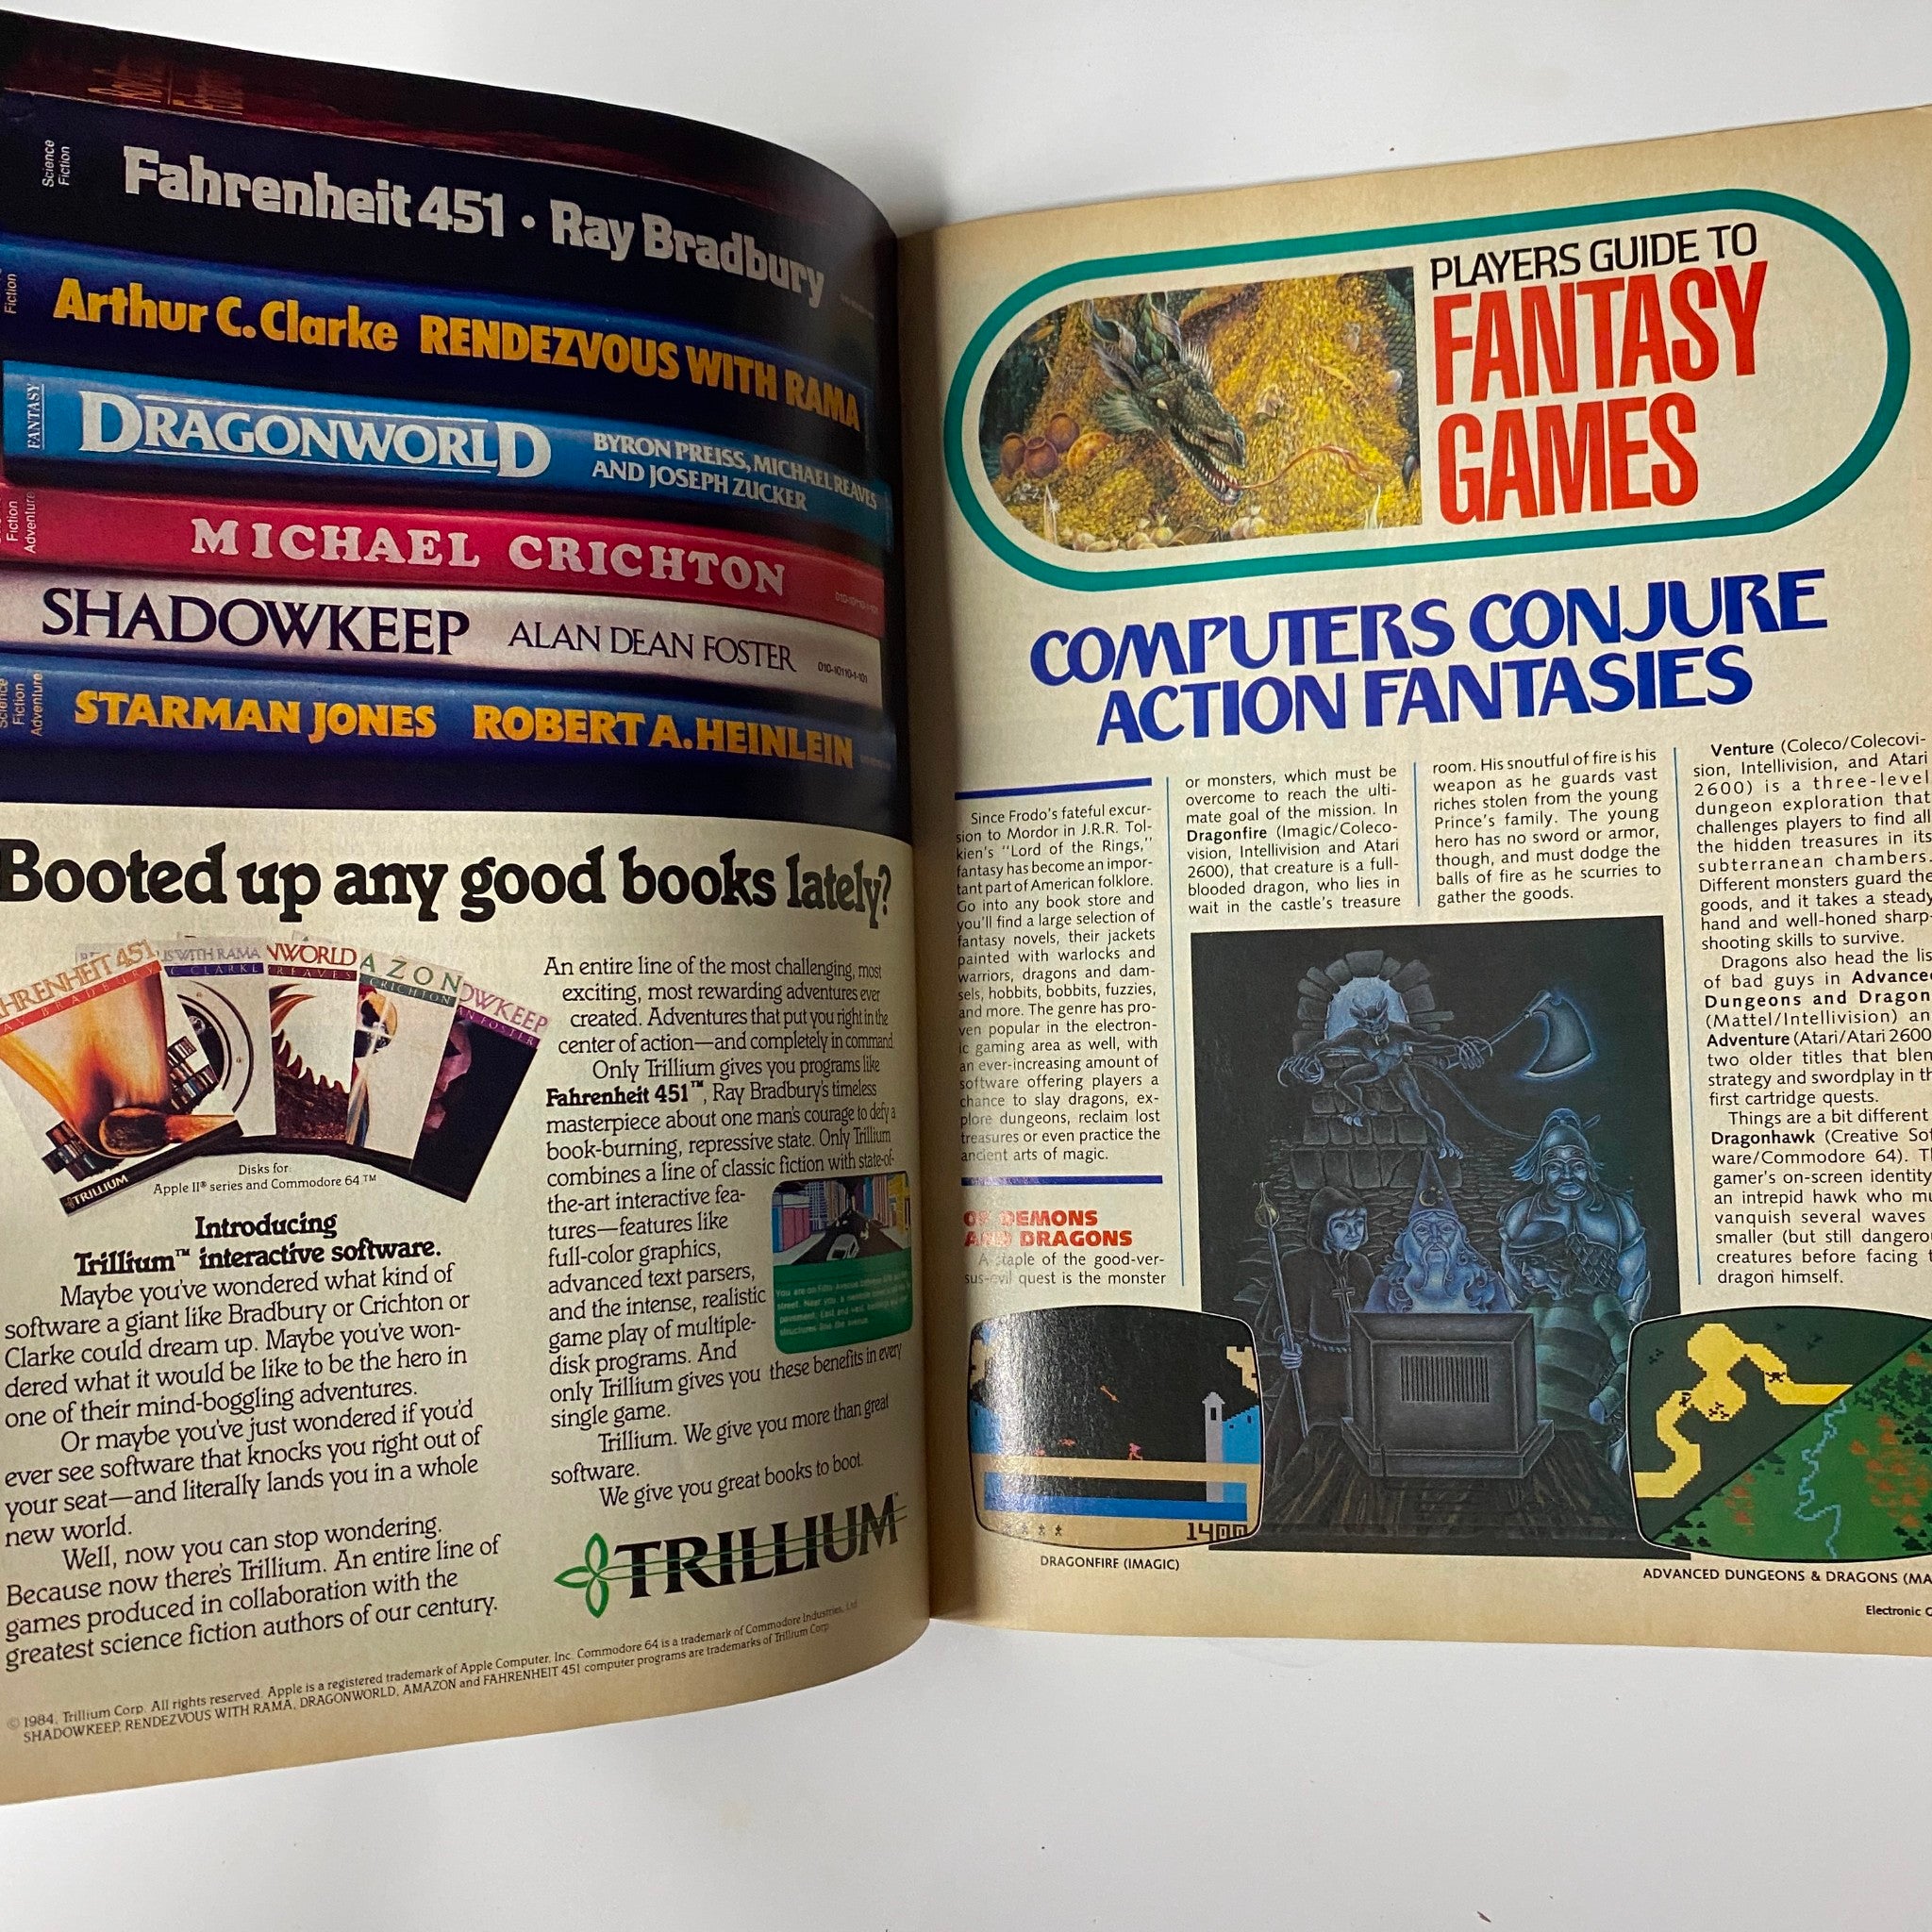 Science
Fiction
Fahrenheit 451 • Ray Bradbury
Fiction
Arthur C. Clarke RENDEZVOUS WITH RAMA
FANTASY
DRAGONWORLD
BYRON PREISS, MICHAEL REAVES
AND JOSEPH ZUCKER
Fiction
Adventure
MICHAEL CRICHTON
SHADOWKEEP ALAN DEAN FOSTER
Science
Fiction
Adventure
STARMAN JONES ROBERT A. HEINLEIN
Booted up any good books lately?
HRENHEIT 451
AY BRADBURY
US WITH RAMA
C CLARKE
NWORLD
REAVES
AZON
CRICHTON
OWKEEP
AN FOSTER
TRILLIUM
Disks for:
Apple II® series and Commodore 64.™
Introducing
Trillium™ interactive software.
Maybe you've wondered what kind of
software a giant like Bradbury or Crichton or
Clarke could dream up. Maybe you've won-
dered what it would be like to be the hero in
one of their mind-boggling adventures.
Or maybe you've just wondered if you'd
ever see software that knocks you right out of
your seat—and literally lands you in a whole
new world.
Well, now you can stop wondering.
Because now there's Trillium. An entire line of
games produced in collaboration with the
greatest science fiction authors of our century.
An entire line of the most challenging, most
exciting, most rewarding adventures ever
created. Adventures that put you right in the
center of action—and completely in command.
Only Trillium gives you programs like
Fahrenheit 451™, Ray Bradbury's timeless
masterpiece about one man's courage to defy a
book-burning, repressive state. Only Trillium
combines a line of classic fiction with state-of-
the-art interactive fea-
tures—features like
full-color graphics,
advanced text parsers,
and the intense, realistic
game play of multiple-
disk programs. And
only Trillium gives you these benefits in every
single game.
Trillium. We give you more than great
software.
We give you great books to boot.
TRILLIUM
© 1984, Trillium Corp. All rights reserved. Apple is a registered trademark of Apple Computer, Inc. Commodore 64 is a trademark of Commodore Industries, Ltd.
SHADOWKEEP, RENDEZVOUS WITH RAMA, DRAGONWORLD, AMAZON and FAHRENHEIT 451 computer programs are trademarks of Trillium Corp.
PLAYERS GUIDE TO
FANTASY
GAMES
COMPUTERS CONJURE
ACTION FANTASIES
Since Frodo's fateful excur-
sion to Mordor in J.R.R. Tol-
kien's "Lord of the Rings,"
fantasy has become an impor-
tant part of American folklore.
Go into any book store and
you'll find a large selection of
fantasy novels, their jackets
painted with warlocks and
warriors, dragons and dam-
sels, hobbits, bobbits, fuzzies,
and more. The genre has pro-
ven popular in the electron-
ic gaming area as well, with
an ever-increasing amount of
software offering players a
chance to slay dragons, ex-
plore dungeons, reclaim lost
treasures or even practice the
ancient arts of magic.
OF DEMONS
AND DRAGONS
A staple of the good-ver-
sus-evil quest is the monster
or monsters, which must be
overcome to reach the ulti-
mate goal of the mission. In
Dragonfire (Imagic/Coleco-
vision, Intellivision and Atari
2600), that creature is a full-
blooded dragon, who lies in
wait in the castle's treasure
room. His snoutful of fire is his
weapon as he guards vast
riches stolen from the young
Prince's family. The young
hero has no sword or armor,
though, and must dodge the
balls of fire as he scurries to
gather the goods.
Venture (Coleco/Colecovi-
sion, Intellivision, and Atari
2600) is a three-level
dungeon exploration that
challenges players to find all
the hidden treasures in its
subterranean chambers.
Different monsters guard the
goods, and it takes a steady
hand and well-honed sharp-
shooting skills to survive.
Dragons also head the lis
of bad guys in Advance
Dungeons and Dragon
(Mattel/Intellivision) an
Adventure (Atari/Atari 2600
two older titles that blen
strategy and swordplay in th
first cartridge quests.
Things are a bit different
Dragonhawk (Creative Sof
ware/Commodore 64). Th
gamer's on-screen identity
an intrepid hawk who mu
vanquish several waves
smaller (but still dangero
creatures before facing t
dragon himself.
1400
DRAGONFIRE (IMAGIC)
ADVANCED DUNGEONS & DRAGONS (MA
Electronic G